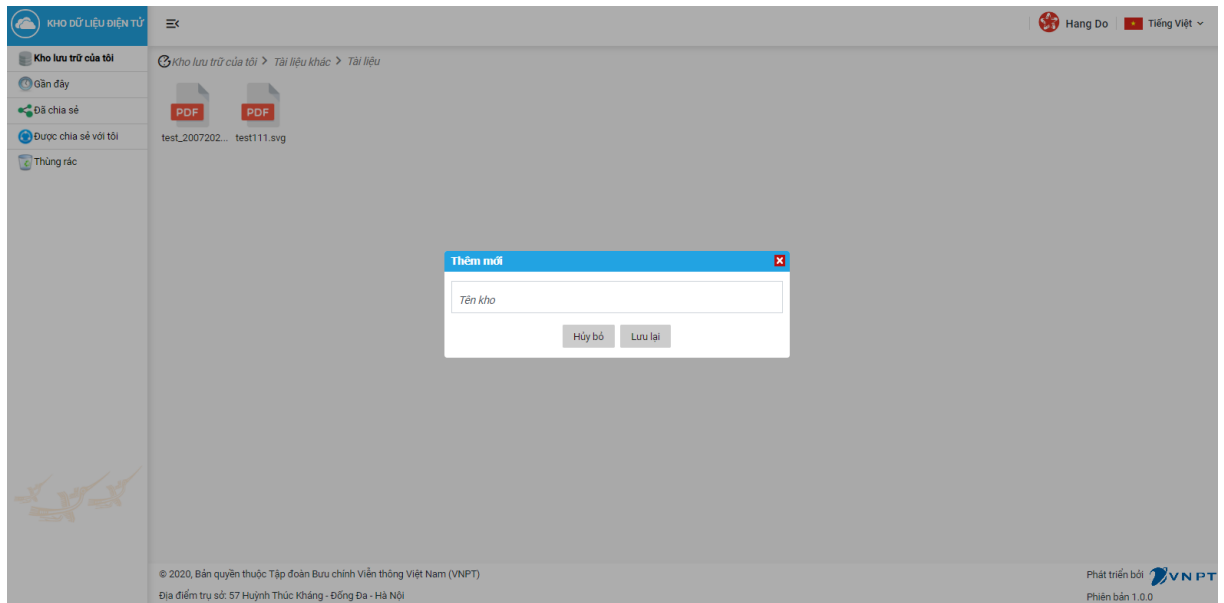 KHO DỮ LIỆU ĐIỆN TỬ
Hang Do
Tiếng Việt
Kho lưu trữ của tôi
Gần đây
Đã chia sẻ
Được chia sẻ với tôi
Thùng rác
Kho lưu trữ của tôi > Tài liệu khác > Tài liệu
PDF PDF
test_2007202... test111.svg
Thêm mới
Tên kho
Hủy bỏ Lưu lại
© 2020, Bản quyền thuộc Tập đoàn Bưu chính Viễn thông Việt Nam (VNPT)
Địa điểm trụ sở: 57 Huỳnh Thúc Kháng - Đống Đa - Hà Nội
Phát triển bởi VNPT
Phiên bản 1.0.0